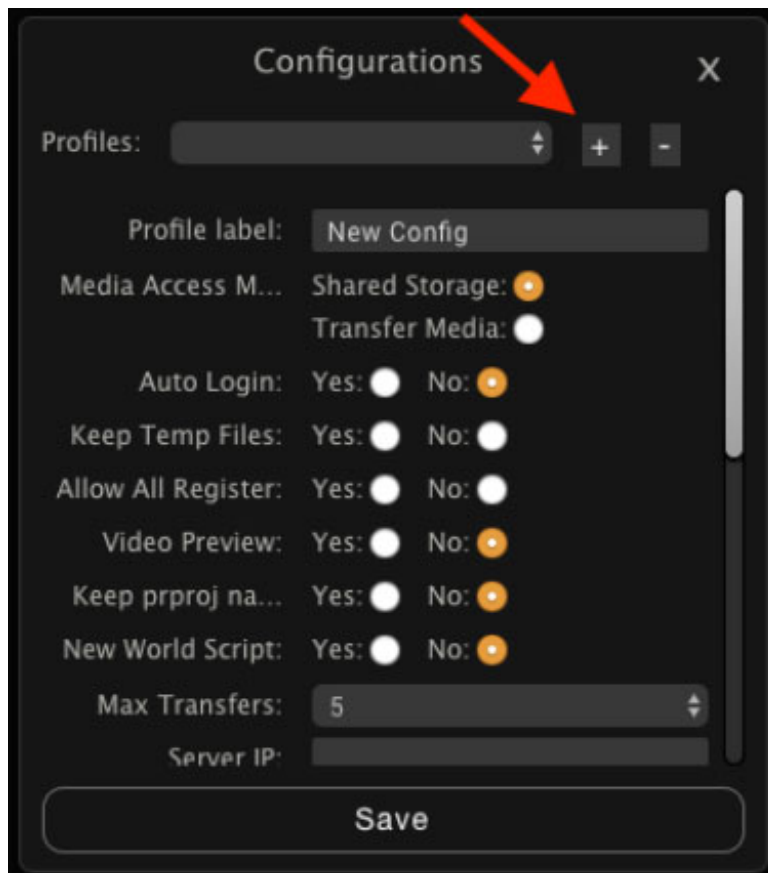 Configurations X
Profiles: + -
Profile label: New Config
Media Access M... Shared Storage:
Transfer Media:
Auto Login: Yes: No:
Keep Temp Files: Yes: No:
Allow All Register: Yes: No:
Video Preview: Yes: No:
Keep prproj na... Yes: No:
New World Script: Yes: No:
Max Transfers: 5
Server IP:
Save